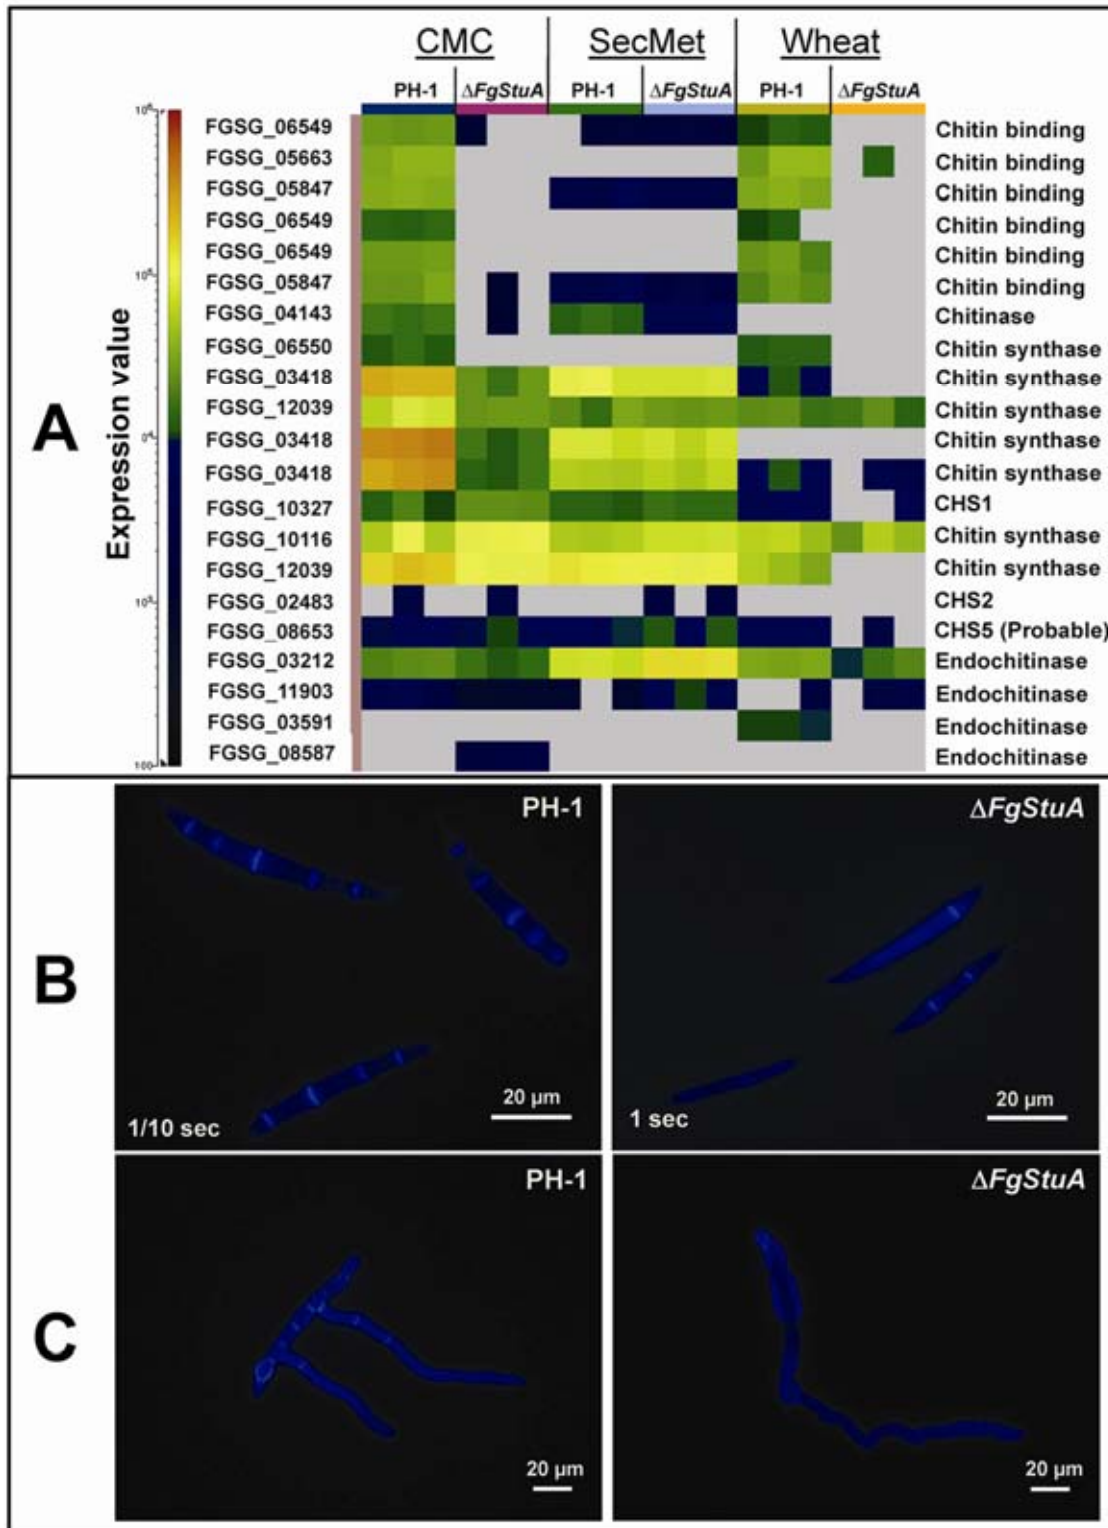 CMC SecMet Wheat
PH-1 ΔFgStuA PH-1 ΔFgStuA PH-1 ΔFgStuA
A
Expression value
10⁶
10⁵
10³
100
FGSG_06549 Chitin binding
FGSG_05663 Chitin binding
FGSG_05847 Chitin binding
FGSG_06549 Chitin binding
FGSG_06549 Chitin binding
FGSG_05847 Chitin binding
FGSG_04143 Chitinase
FGSG_06550 Chitin synthase
FGSG_03418 Chitin synthase
FGSG_12039 Chitin synthase
FGSG_03418 Chitin synthase
FGSG_03418 Chitin synthase
FGSG_10327 CHS1
FGSG_10116 Chitin synthase
FGSG_12039 Chitin synthase
FGSG_02483 CHS2
FGSG_08653 CHS5 (Probable)
FGSG_03212 Endochitinase
FGSG_11903 Endochitinase
FGSG_03591 Endochitinase
FGSG_08587 Endochitinase
B
PH-1
20 µm
1/10 sec
ΔFgStuA
20 µm
1 sec
C
PH-1
20 µm
ΔFgStuA
20 µm